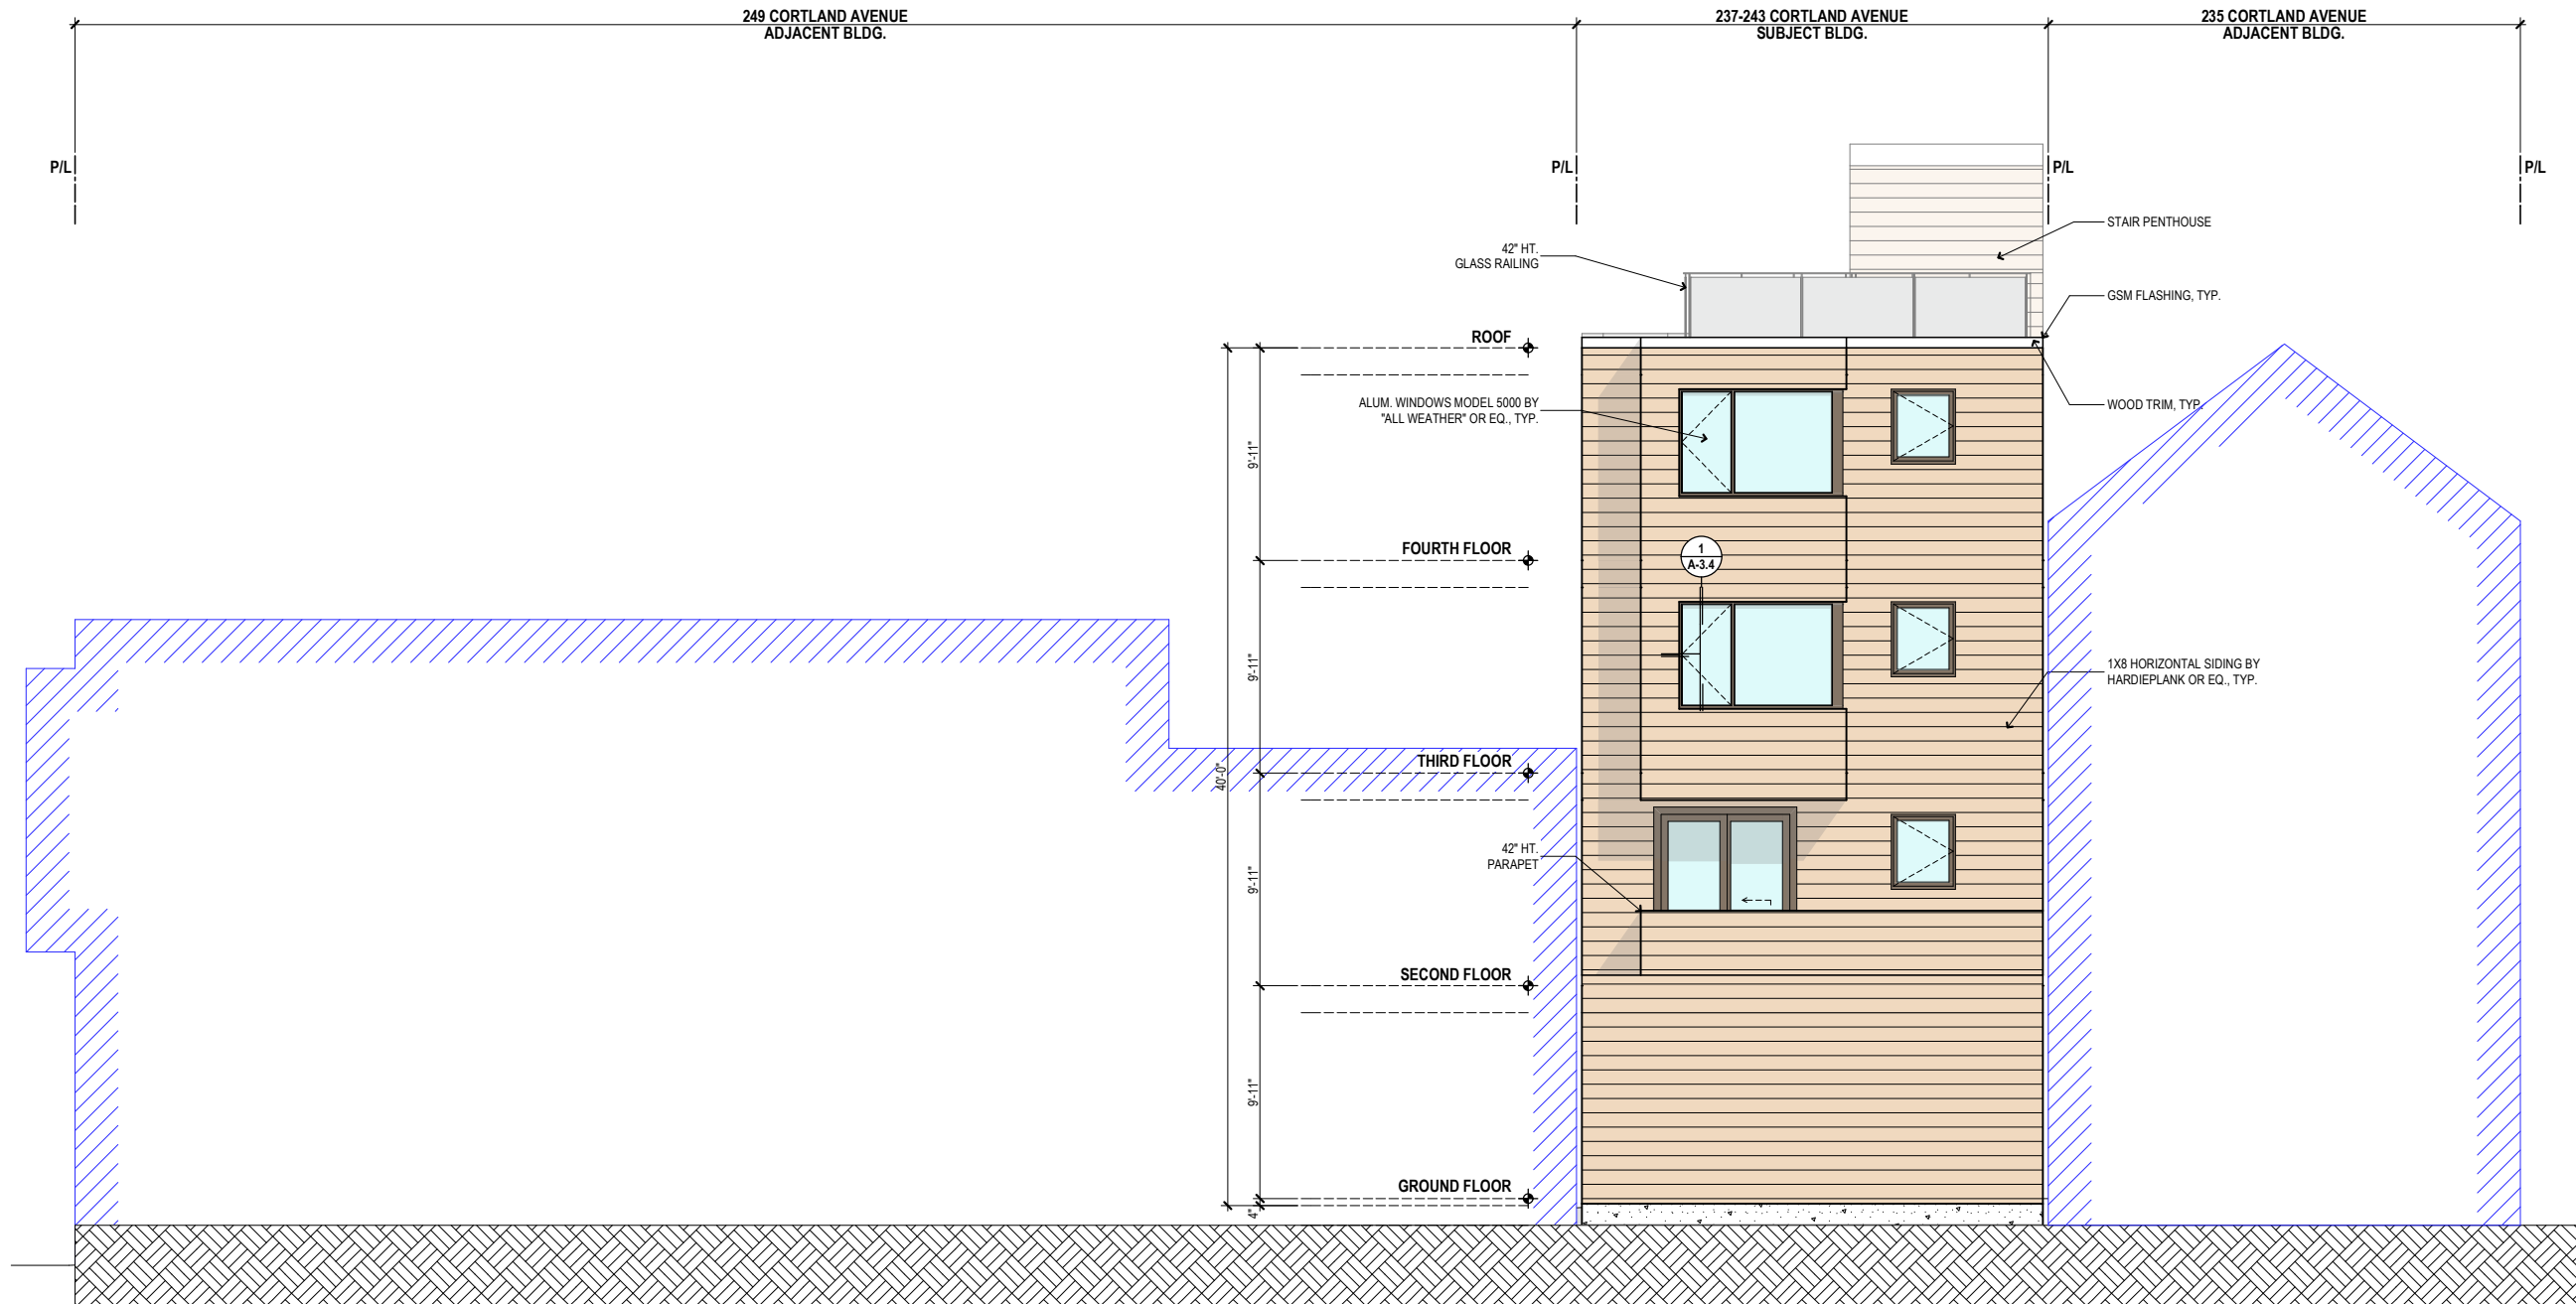 249 CORTLAND AVENUE
ADJACENT BLDG.
237-243 CORTLAND AVENUE
SUBJECT BLDG.
235 CORTLAND AVENUE
ADJACENT BLDG.
P/L
P/L
P/L
P/L
STAIR PENTHOUSE
42" HT.
GLASS RAILING
GSM FLASHING, TYP.
ROOF
ALUM. WINDOWS MODEL 5000 BY
"ALL WEATHER" OR EQ., TYP.
WOOD TRIM, TYP.
9'-11"
FOURTH FLOOR
1
A-3.4
9'-11"
1X8 HORIZONTAL SIDING BY
HARDIEPLANK OR EQ., TYP.
THIRD FLOOR
40'-0"
42" HT.
PARAPET
9'-11"
SECOND FLOOR
9'-11"
GROUND FLOOR
4"